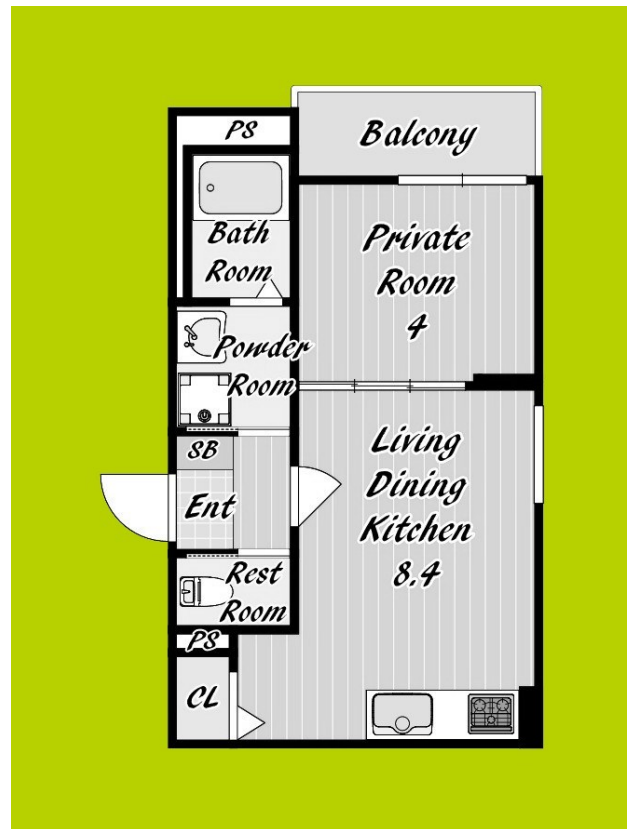 PS
Balcony
Bath
Room
Private
Room
4
Powder
Room
SB
Ent
Living
Dining
Kitchen
8.4
Rest
Room
PS
CL